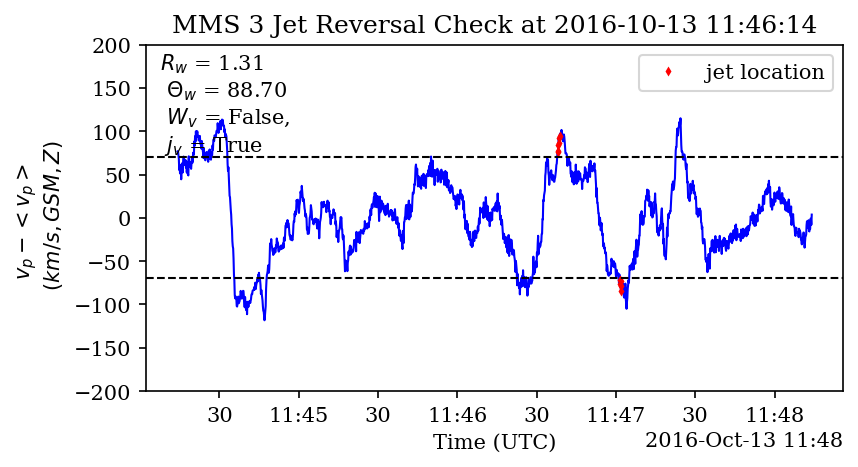 MMS 3 Jet Reversal Check at 2016-10-13 11:46:14
R_w = 1.31
Θ_w = 88.70
W_v = False,
j_v = True
jet location
200
150
100
50
0
−50
−100
−150
−200
v_p − < v_p >
(km/s, GSM, Z)
30 11:45 30 11:46 30 11:47 30 11:48
Time (UTC)
2016-Oct-13 11:48